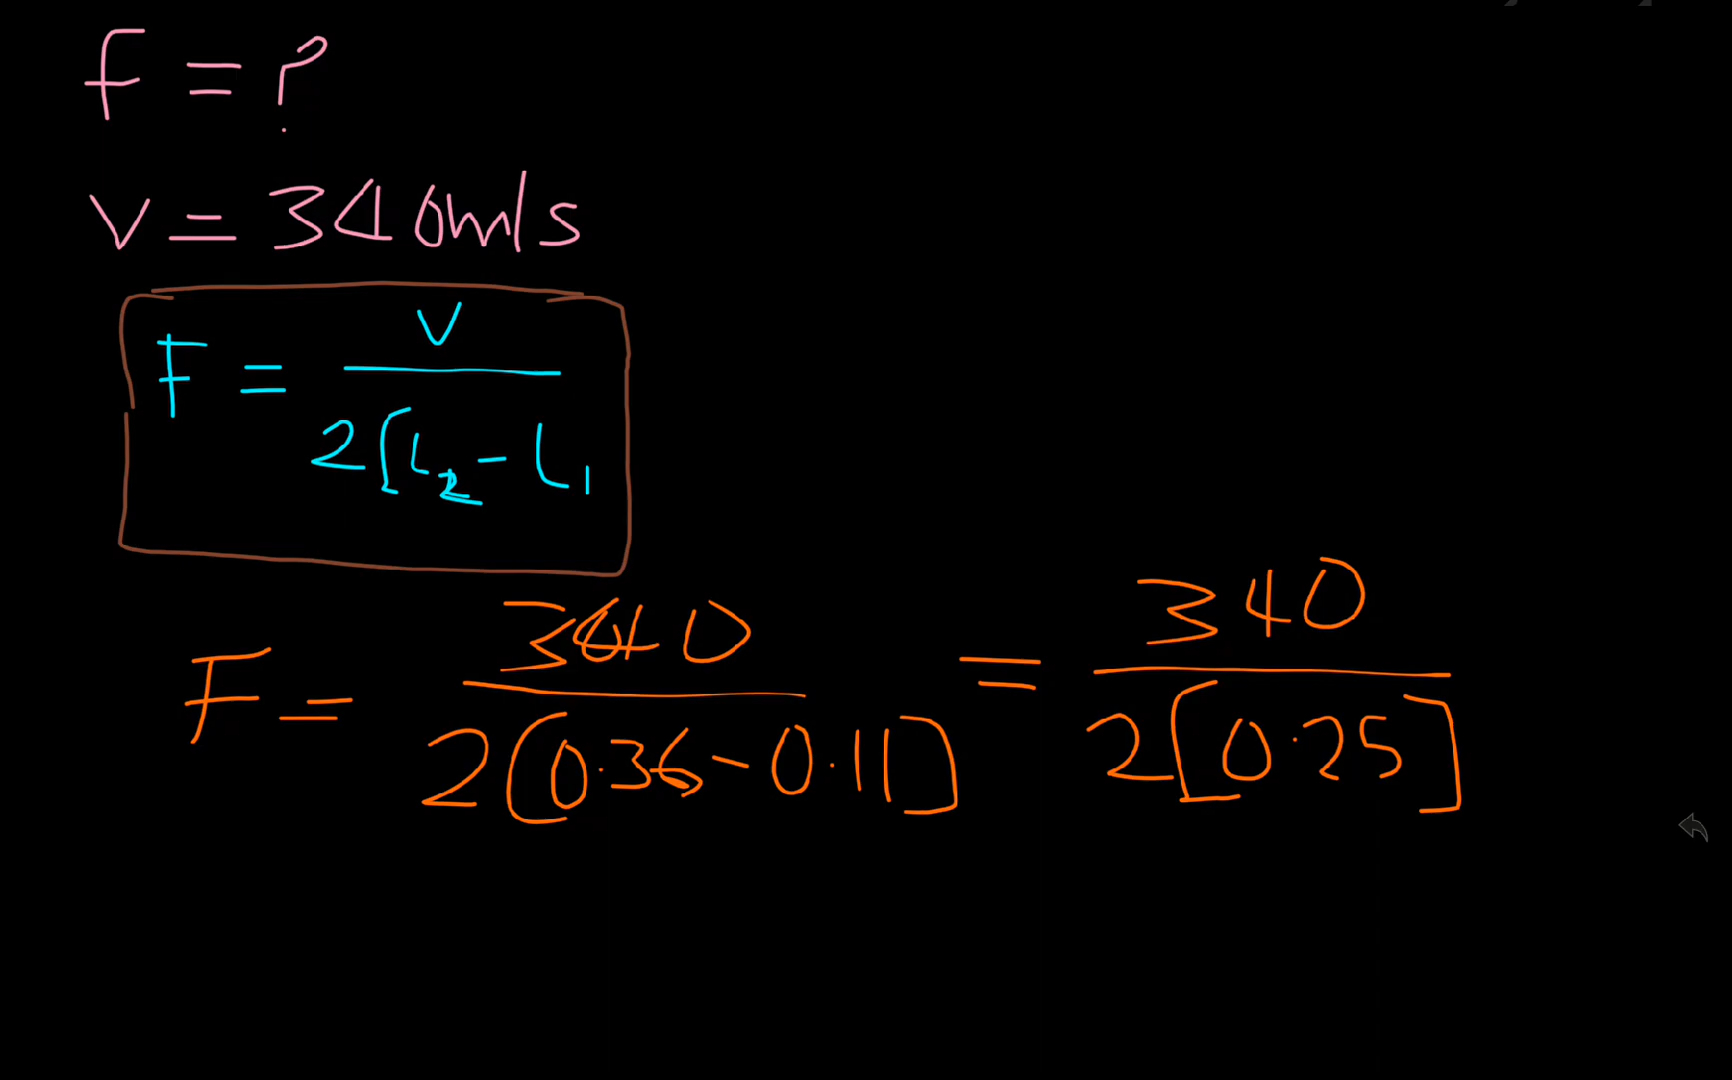 f = ?
v = 340m/s
F = v / 2(L₂ - L₁
F = 340 / 2(0.36-0.11) = 340 / 2[0.25]